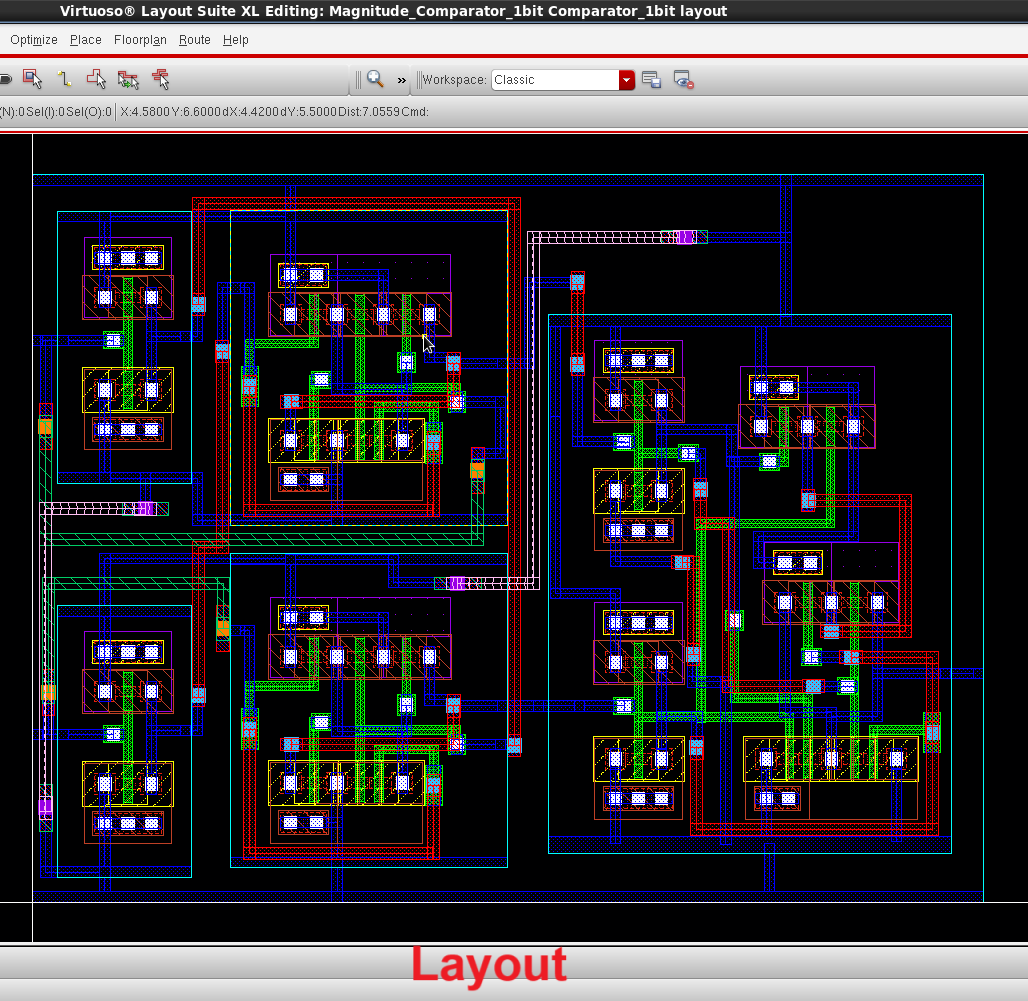 Virtuoso® Layout Suite XL Editing: Magnitude_Comparator_1bit Comparator_1bit layout
Optimize Place Floorplan Route Help
» Workspace: Classic
(N):0 Sel(I):0 Sel(O):0 X:4.5800 Y:6.6000 dX:4.4200 dY:5.5000 Dist:7.0559 Cmd:
Layout